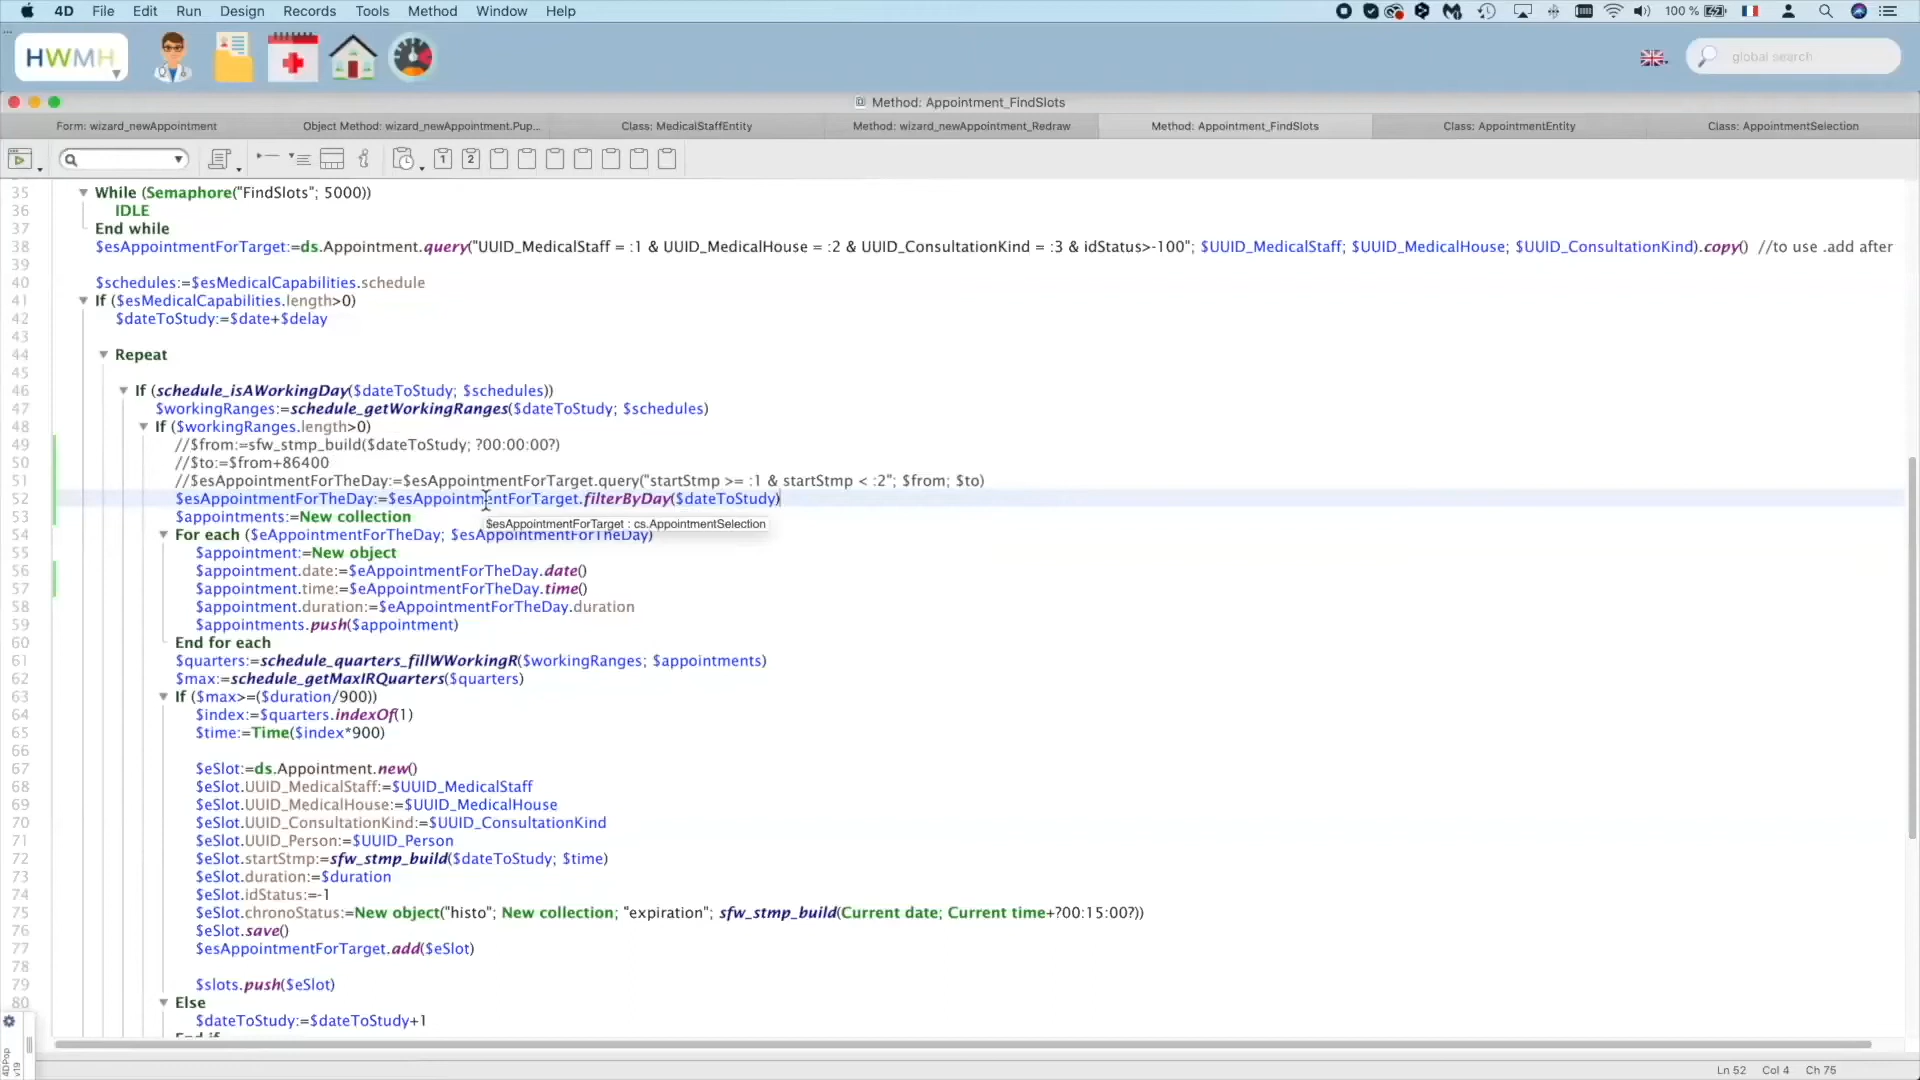 4D File Edit Run Design Records Tools Method Window Help 100 %
HWMH global search
Method: Appointment_FindSlots
Form: wizard_newAppointment Object Method: wizard_newAppointment.Pup... Class: MedicalStaffEntity Method: wizard_newAppointment_Redraw Method: Appointment_FindSlots Class: AppointmentEntity Class: AppointmentSelection
1 2
35 While (Semaphore("FindSlots"; 5000))
36 IDLE
37 End while
38 $esAppointmentForTarget:=ds.Appointment.query("UUID_MedicalStaff = :1 & UUID_MedicalHouse = :2 & UUID_ConsultationKind = :3 & idStatus>-100"; $UUID_MedicalStaff; $UUID_MedicalHouse; $UUID_ConsultationKind).copy() //to use .add after
39
40 $schedules:=$esMedicalCapabilities.schedule
41 If ($esMedicalCapabilities.length>0)
42 $dateToStudy:=$date+$delay
43
44 Repeat
45
46 If (schedule_isAWorkingDay($dateToStudy; $schedules))
47 $workingRanges:=schedule_getWorkingRanges($dateToStudy; $schedules)
48 If ($workingRanges.length>0)
49 //$from:=sfw_stmp_build($dateToStudy; ?00:00:00?)
50 //$to:=$from+86400
51 //$esAppointmentForTheDay:=$esAppointmentForTarget.query("startStmp >= :1 & startStmp < :2"; $from; $to)
52 $esAppointmentForTheDay:=$esAppointmentForTarget.filterByDay($dateToStudy)
53 $appointments:=New collection
$esAppointmentForTarget : cs.AppointmentSelection
54 For each ($eAppointmentForTheDay; $esAppointmentForTheDay)
55 $appointment:=New object
56 $appointment.date:=$eAppointmentForTheDay.date()
57 $appointment.time:=$eAppointmentForTheDay.time()
58 $appointment.duration:=$eAppointmentForTheDay.duration
59 $appointments.push($appointment)
60 End for each
61 $quarters:=schedule_quarters_fillWWorkingR($workingRanges; $appointments)
62 $max:=schedule_getMaxIRQuarters($quarters)
63 If ($max>=($duration/900))
64 $index:=$quarters.indexOf(1)
65 $time:=Time($index*900)
66
67 $eSlot:=ds.Appointment.new()
68 $eSlot.UUID_MedicalStaff:=$UUID_MedicalStaff
69 $eSlot.UUID_MedicalHouse:=$UUID_MedicalHouse
70 $eSlot.UUID_ConsultationKind:=$UUID_ConsultationKind
71 $eSlot.UUID_Person:=$UUID_Person
72 $eSlot.startStmp:=sfw_stmp_build($dateToStudy; $time)
73 $eSlot.duration:=$duration
74 $eSlot.idStatus:=-1
75 $eSlot.chronoStatus:=New object("histo"; New collection; "expiration"; sfw_stmp_build(Current date; Current time+?00:15:00?))
76 $eSlot.save()
77 $esAppointmentForTarget.add($eSlot)
78
79 $slots.push($eSlot)
80 Else
$dateToStudy:=$dateToStudy+1
End if
4DPop v19
Ln 52 Col 4 Ch 75